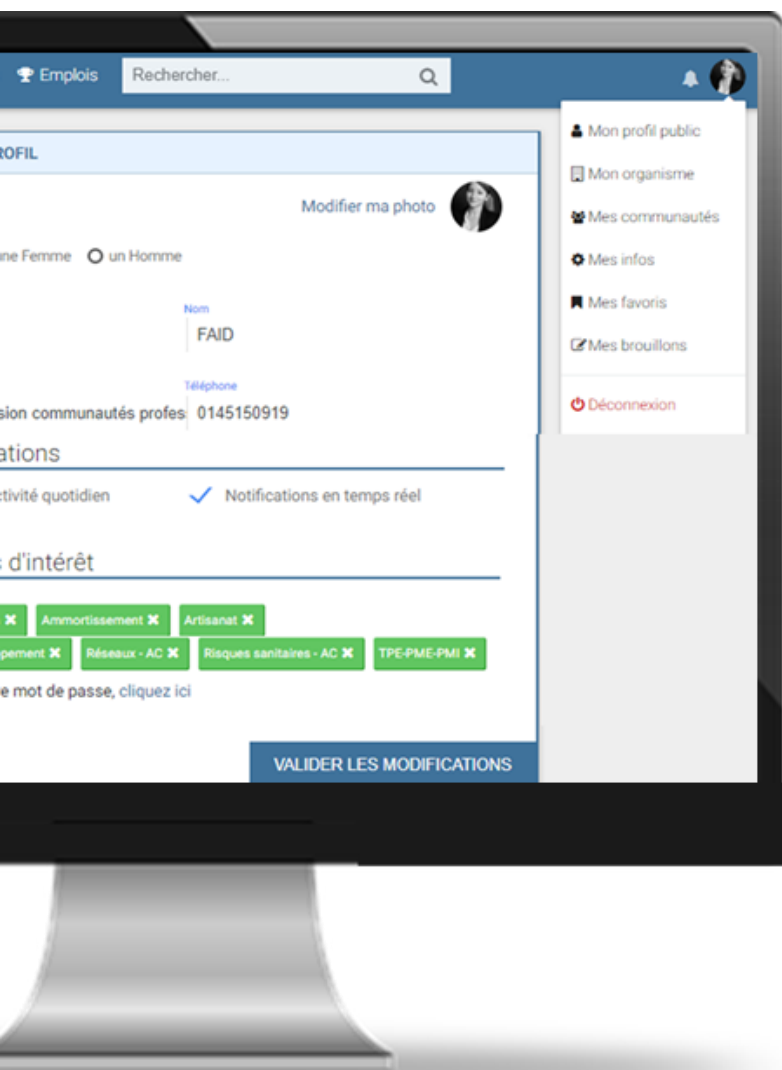 Emplois
Rechercher...
Mon profil public
Mon organisme
Mes communautés
Mes infos
Mes favoris
Mes brouillons
Déconnexion
ROFIL
Modifier ma photo
une Femme un Homme
Nom
FAID
Téléphone
sion communautés profes 0145150919
ations
ctivité quotidien Notifications en temps réel
s d'intérêt
Ammortissement Artisanat
pement Réseaux - AC Risques sanitaires - AC TPE-PME-PMI
e mot de passe, cliquez ici
VALIDER LES MODIFICATIONS